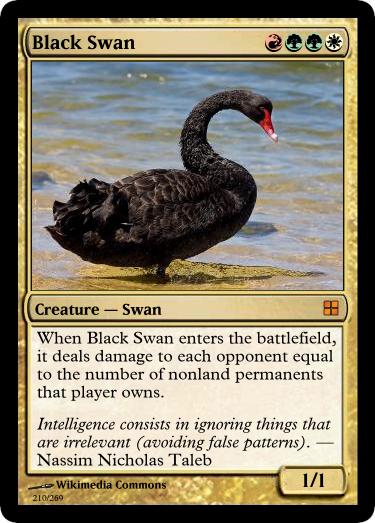 Black Swan
Creature — Swan
When Black Swan enters the battlefield,
it deals damage to each opponent equal
to the number of nonland permanents
that player owns.
Intelligence consists in ignoring things that
are irrelevant (avoiding false patterns). —
Nassim Nicholas Taleb
1/1
Wikimedia Commons
210/269